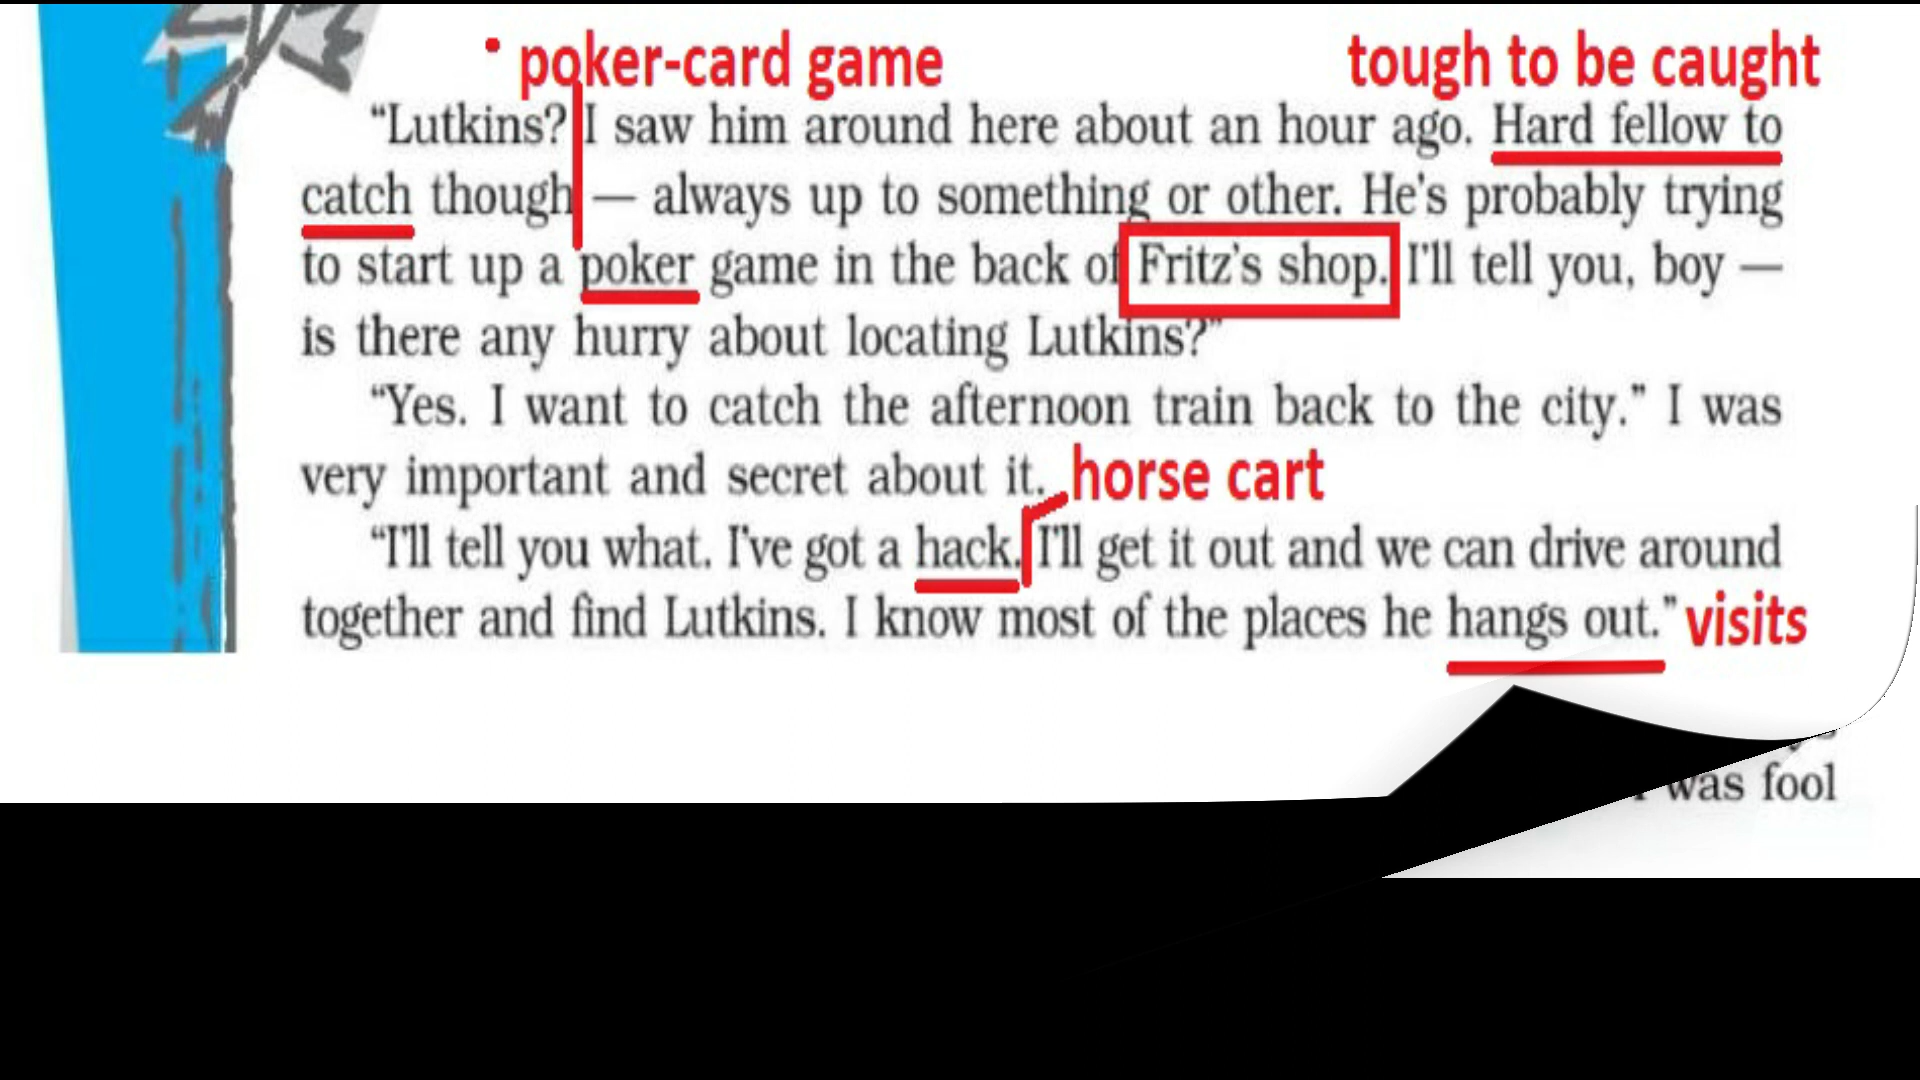 poker-card game
tough to be caught
“Lutkins? I saw him around here about an hour ago. Hard fellow to
catch though — always up to something or other. He’s probably trying
to start up a poker game in the back of Fritz’s shop. I’ll tell you, boy —
is there any hurry about locating Lutkins?”
“Yes. I want to catch the afternoon train back to the city.” I was
very important and secret about it.
horse cart
“I’ll tell you what. I’ve got a hack. I’ll get it out and we can drive around
together and find Lutkins. I know most of the places he hangs out.”
visits
was fool